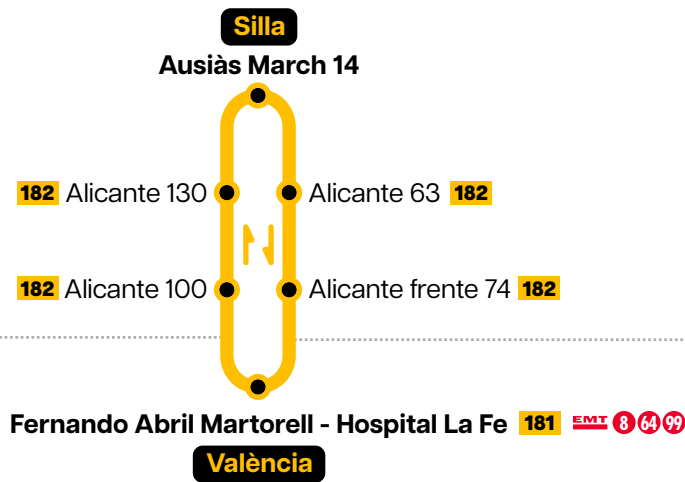 Silla
Ausiàs March 14
182 Alicante 130
Alicante 63 182
182 Alicante 100
Alicante frente 74 182
Fernando Abril Martorell - Hospital La Fe 181 EMT 8 64 99
València